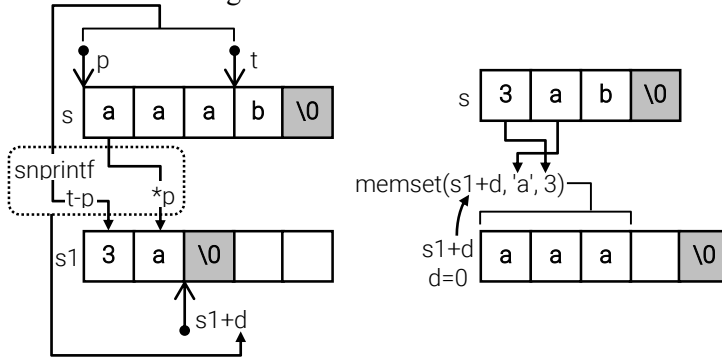 p
t
s a a a b \0
snprintf
t-p
*p
s1 3 a \0
s1+d
s 3 a b \0
memset(s1+d, 'a', 3)
s1+d
d=0
a a a \0